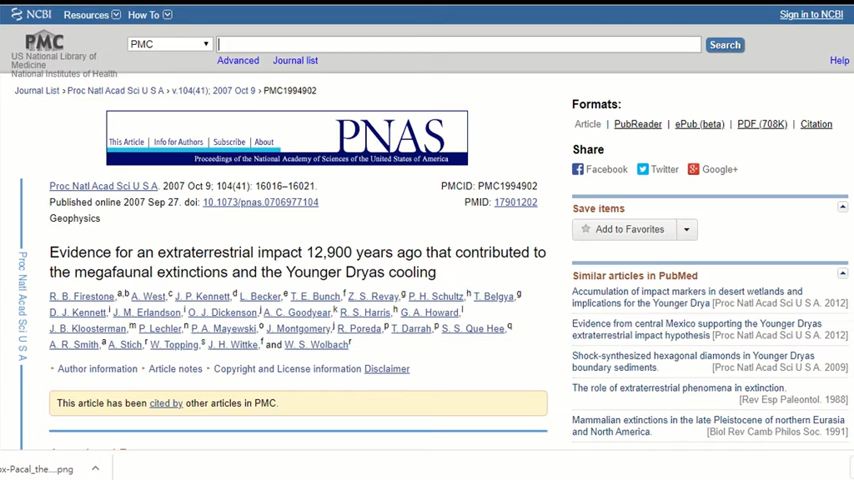 NCBI Resources How To Sign in to NCBI
PMC
US National Library of
Medicine
National Institutes of Health
PMC Search
Advanced Journal list Help
Journal List > Proc Natl Acad Sci U S A > v.104(41); 2007 Oct 9 > PMC1994902
This Article | Info for Authors | Subscribe | About
PNAS
Proceedings of the National Academy of Sciences of the United States of America
Proc Natl Acad Sci U S A
Proc Natl Acad Sci U S A. 2007 Oct 9; 104(41): 16016–16021. PMCID: PMC1994902
Published online 2007 Sep 27. doi: 10.1073/pnas.0706977104 PMID: 17901202
Geophysics
Evidence for an extraterrestrial impact 12,900 years ago that contributed to
the megafaunal extinctions and the Younger Dryas cooling
R. B. Firestone,a,b A. West,c J. P. Kennett,d L. Becker,e T. E. Bunch,f Z. S. Revay,g P. H. Schultz,h T. Belgya,g
D. J. Kennett,i J. M. Erlandson,i O. J. Dickenson,j A. C. Goodyear,k R. S. Harris,h G. A. Howard,l
J. B. Kloosterman,m P. Lechler,n P. A. Mayewski,o J. Montgomery,j R. Poreda,p T. Darrah,p S. S. Que Hee,q
A. R. Smith,a A. Stich,r W. Topping,s J. H. Wittke,f and W. S. Wolbachr
Author information Article notes Copyright and License information Disclaimer
This article has been cited by other articles in PMC.
Formats:
Article | PubReader | ePub (beta) | PDF (708K) | Citation
Share
Facebook Twitter Google+
Save items
Add to Favorites
Similar articles in PubMed
Accumulation of impact markers in desert wetlands and
implications for the Younger Drya [Proc Natl Acad Sci U S A. 2012]
Evidence from central Mexico supporting the Younger Dryas
extraterrestrial impact hypothesis [Proc Natl Acad Sci U S A. 2012]
Shock-synthesized hexagonal diamonds in Younger Dryas
boundary sediments. [Proc Natl Acad Sci U S A. 2009]
The role of extraterrestrial phenomena in extinction.
[Rev Esp Paleontol. 1988]
Mammalian extinctions in the late Pleistocene of northern Eurasia
and North America. [Biol Rev Camb Philos Soc. 1991]
ox-Pacal_the....png